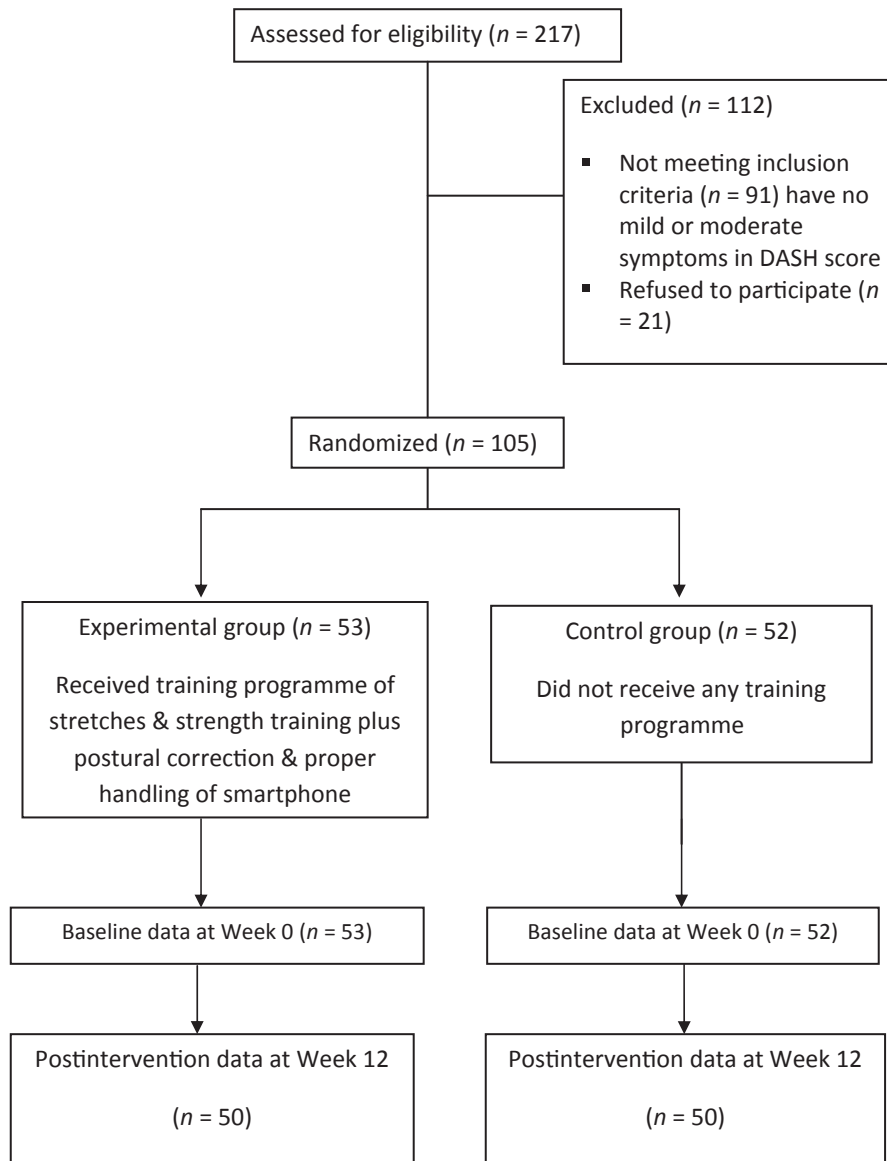 Assessed for eligibility (n = 217)
Excluded (n = 112)
▪ Not meeting inclusion
criteria (n = 91) have no
mild or moderate
symptoms in DASH score
▪ Refused to participate (n
= 21)
Randomized (n = 105)
Experimental group (n = 53)
Received training programme of
stretches & strength training plus
postural correction & proper
handling of smartphone
Control group (n = 52)
Did not receive any training
programme
Baseline data at Week 0 (n = 53)
Baseline data at Week 0 (n = 52)
Postintervention data at Week 12
(n = 50)
Postintervention data at Week 12
(n = 50)